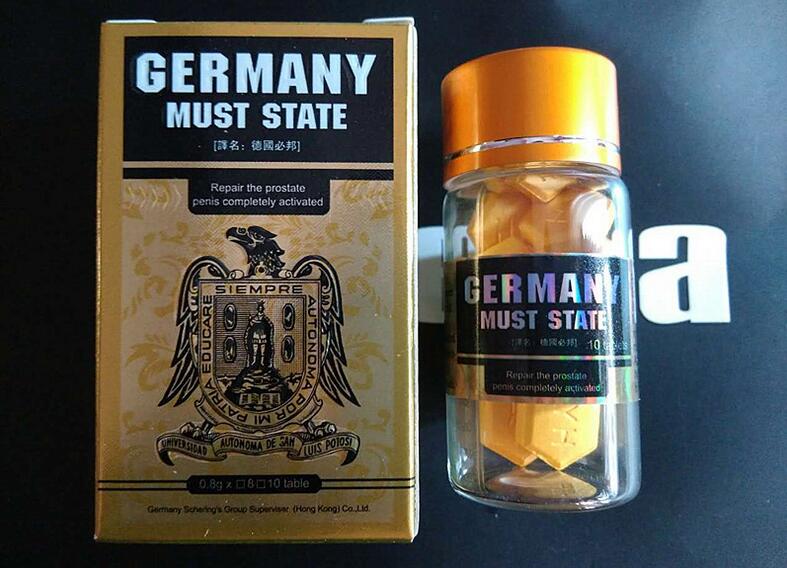 GERMANY
MUST STATE
[譯名：德國必邦]
Repair the prostate
penis completely activated
SIEMPRE
AUTONOMA
POR MI PATRIA
EDUCARE
UNIVERSIDAD AUTONOMA DE SAN LUIS POTOSI
0.8g x □8□10 table
Germany Schering's Group Superviser (Hong Kong) Co.,Ltd.
GERMANY
MUST STATE
[譯名：德國必邦] 10 tablets
Repair the prostate
penis completely activated
a